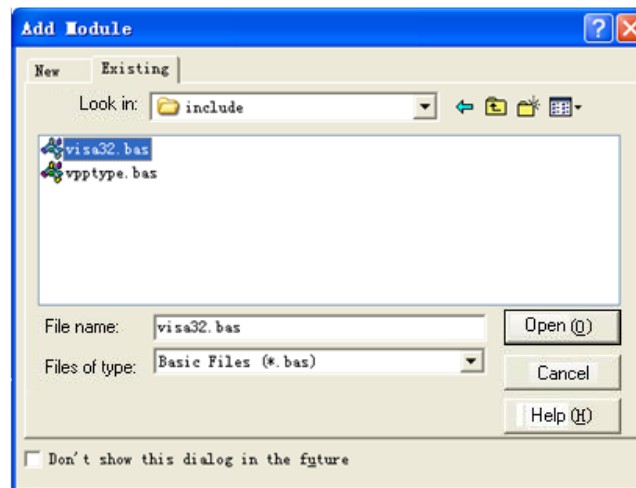 Add Module
New Existing
Look in: include
visa32.bas
vpptype.bas
File name: visa32.bas Open (O)
Files of type: Basic Files (*.bas)
Cancel
Help (H)
Don't show this dialog in the future